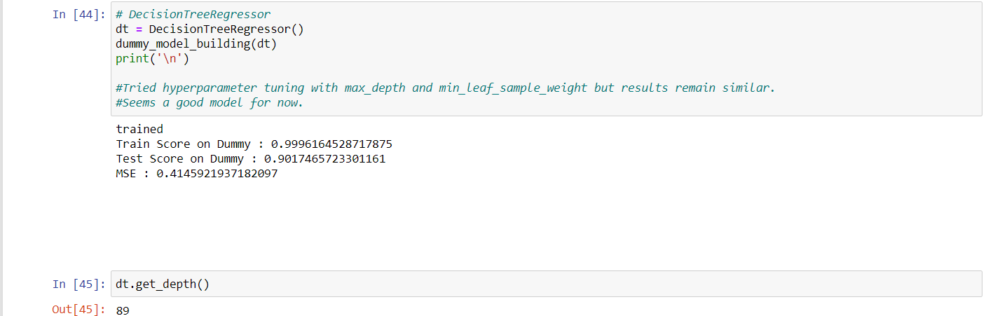 In [44]: # DecisionTreeRegressor
dt = DecisionTreeRegressor()
dummy_model_building(dt)
print('\n')
#Tried hyperparameter tuning with max_depth and min_leaf_sample_weight but results remain similar.
#Seems a good model for now.
trained
Train Score on Dummy : 0.9996164528717875
Test Score on Dummy : 0.9017465723301161
MSE : 0.4145921937182097
In [45]: dt.get_depth()
Out[45]: 89